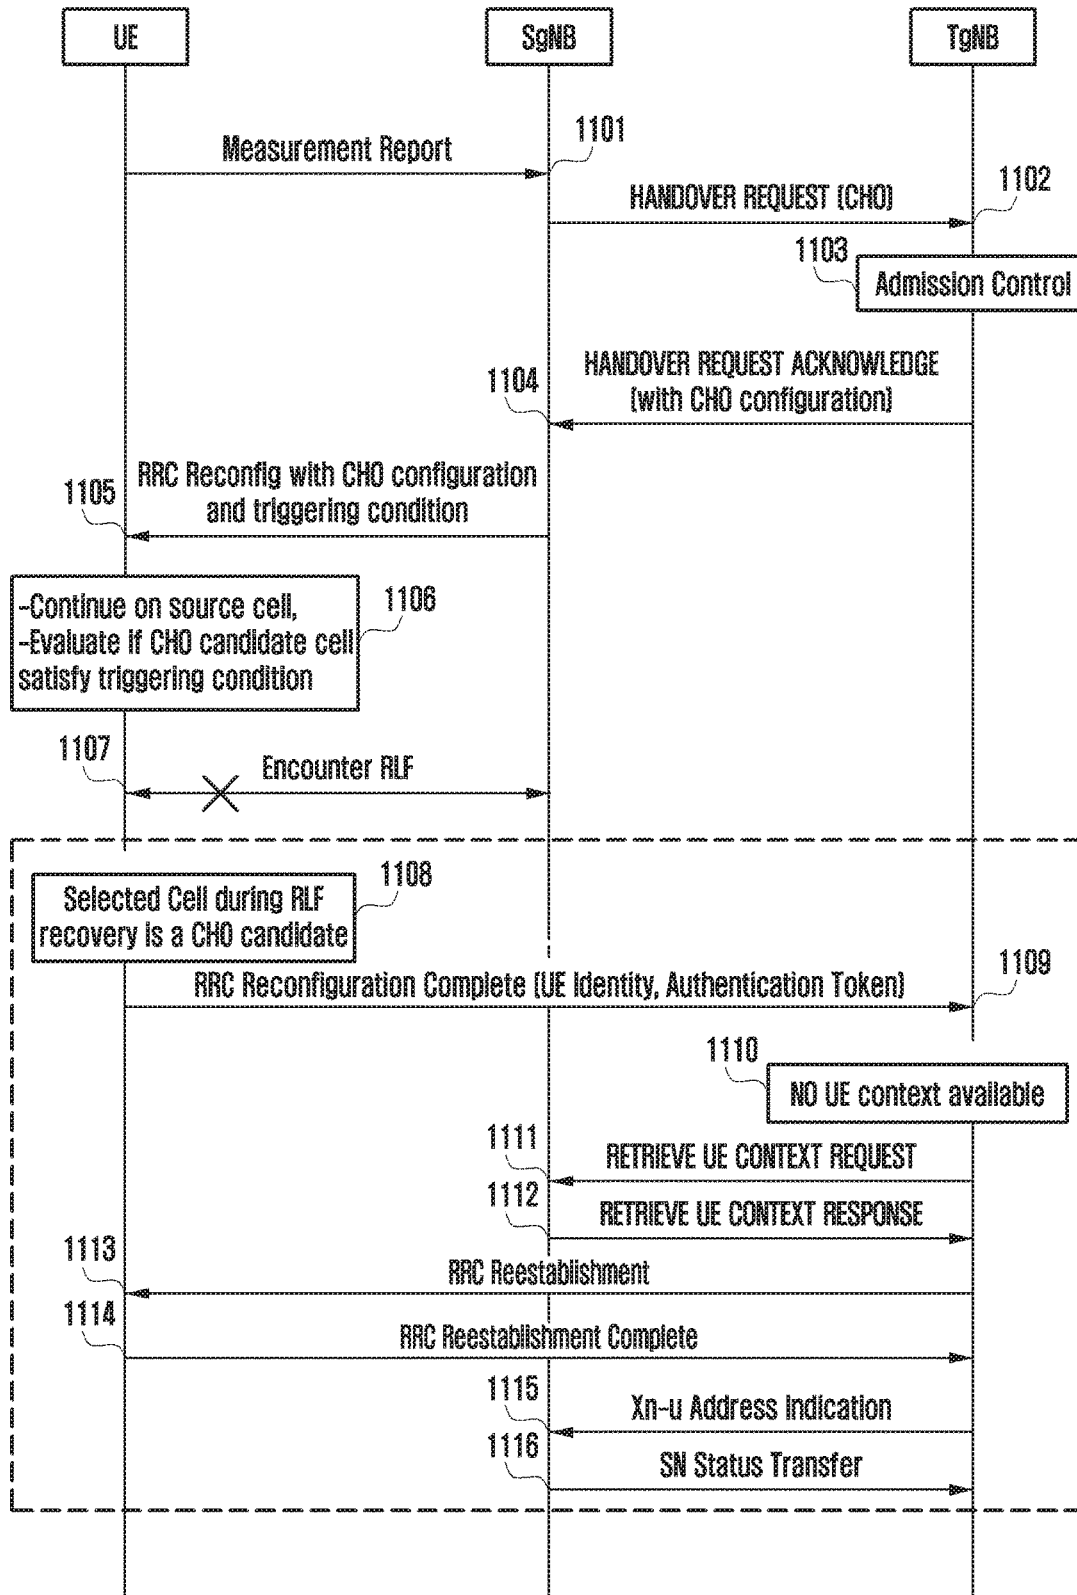 UE
SgNB
TgNB
1101
Measurement Report
1102
HANDOVER REQUEST (CHO)
1103
Admission Control
HANDOVER REQUEST ACKNOWLEDGE
(with CHO configuration)
1104
RRC Reconfig with CHO configuration
and triggering condition
1105
-Continue on source cell,
-Evaluate if CHO candidate cell
satisfy triggering condition
1106
1107
Encounter RLF
1108
Selected Cell during RLF
recovery is a CHO candidate
1109
RRC Reconfiguration Complete (UE Identity, Authentication Token)
1110
NO UE context available
1111
RETRIEVE UE CONTEXT REQUEST
1112
RETRIEVE UE CONTEXT RESPONSE
1113
RRC Reestablishment
1114
RRC Reestablishment Complete
1115
Xn-u Address Indication
1116
SN Status Transfer